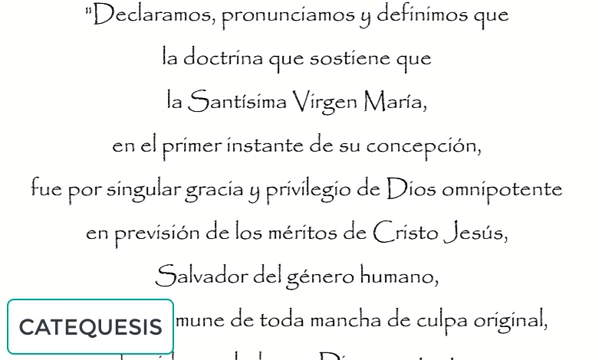 "Declaramos, pronunciamos y definimos que
la doctrina que sostiene que
la Santísima Virgen María,
en el primer instante de su concepción,
fue por singular gracia y privilegio de Dios omnipotente
en previsión de los méritos de Cristo Jesús,
Salvador del género humano,
mune de toda mancha de culpa original,
CATEQUESIS